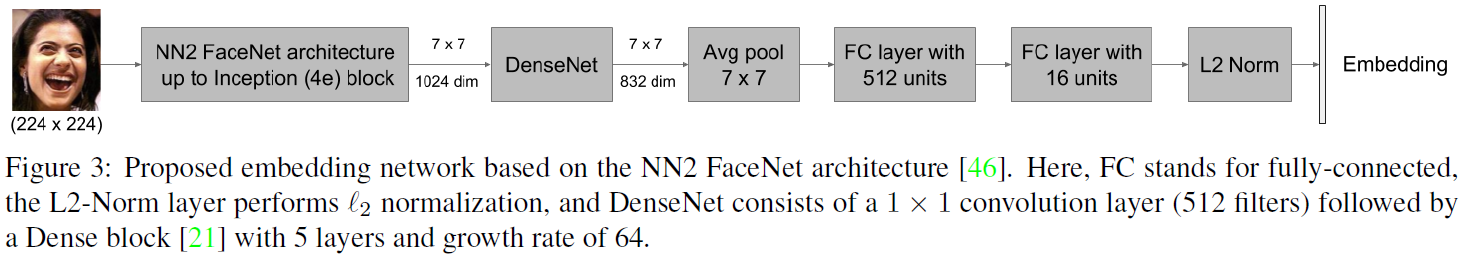 (224 x 224)
NN2 FaceNet architecture
up to Inception (4e) block
7 x 7
1024 dim
DenseNet
7 x 7
832 dim
Avg pool
7 x 7
FC layer with
512 units
FC layer with
16 units
L2 Norm
Embedding
Figure 3: Proposed embedding network based on the NN2 FaceNet architecture [46]. Here, FC stands for fully-connected,
the L2-Norm layer performs ℓ2 normalization, and DenseNet consists of a 1 × 1 convolution layer (512 filters) followed by
a Dense block [21] with 5 layers and growth rate of 64.